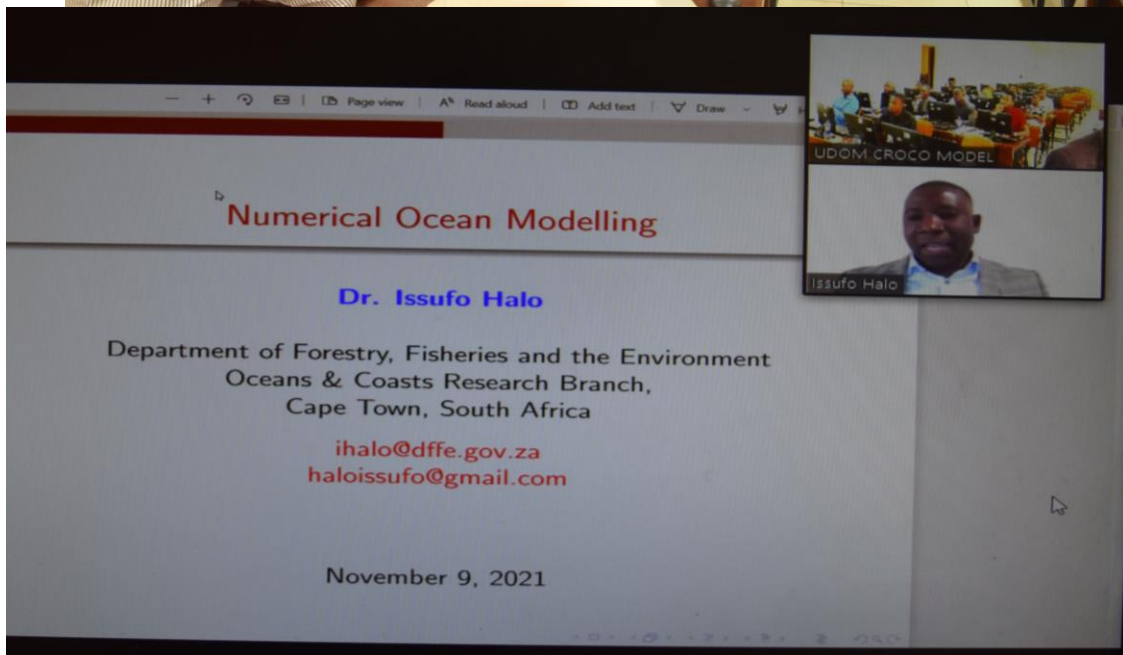 Page view
Read aloud
Add text
Draw
UDOM CROCO MODEL
Issufo Halo
Numerical Ocean Modelling
Dr. Issufo Halo
Department of Forestry, Fisheries and the Environment
Oceans & Coasts Research Branch,
Cape Town, South Africa
ihalo@dffe.gov.za
haloissufo@gmail.com
November 9, 2021